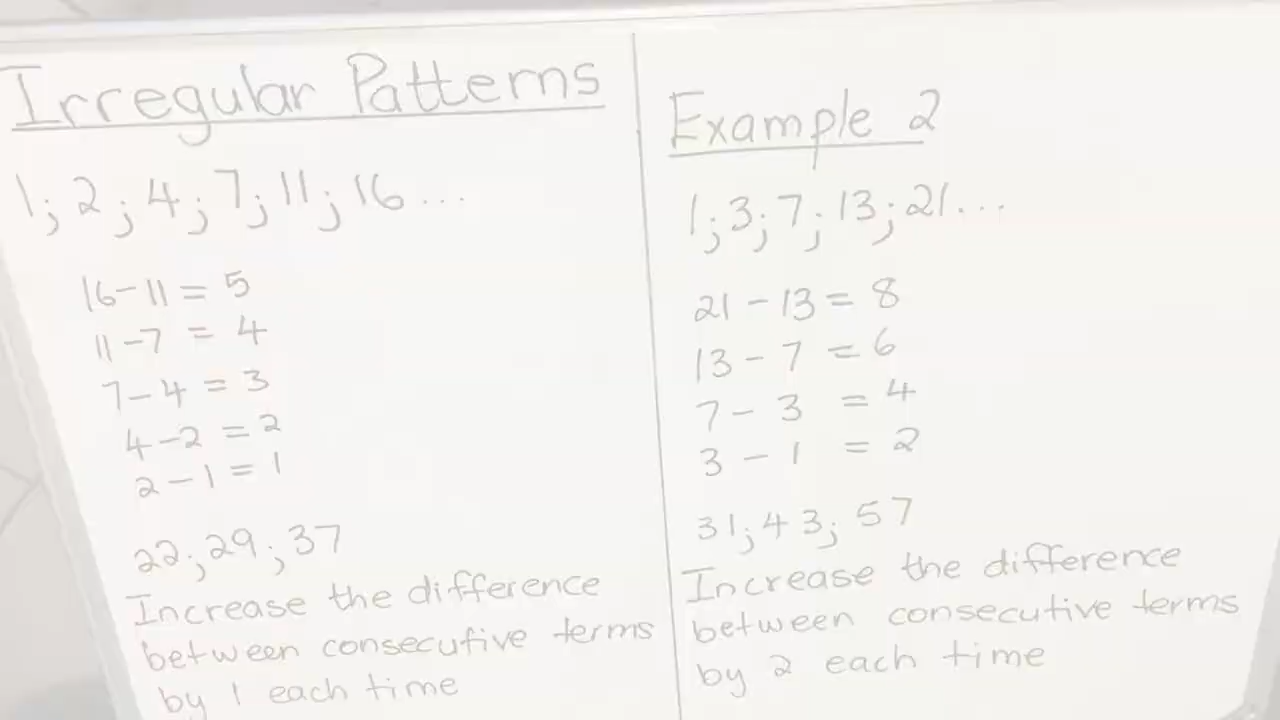 Irregular Patterns
1; 2; 4; 7; 11; 16...
16-11 = 5
11-7 = 4
7-4 = 3
4-2 = 2
2-1 = 1
22; 29; 37
Increase the difference
between consecutive terms
by 1 each time
Example 2
1; 3; 7; 13; 21...
21 - 13 = 8
13 - 7 = 6
7 - 3 = 4
3 - 1 = 2
31; 43; 57
Increase the difference
between consecutive terms
by 2 each time